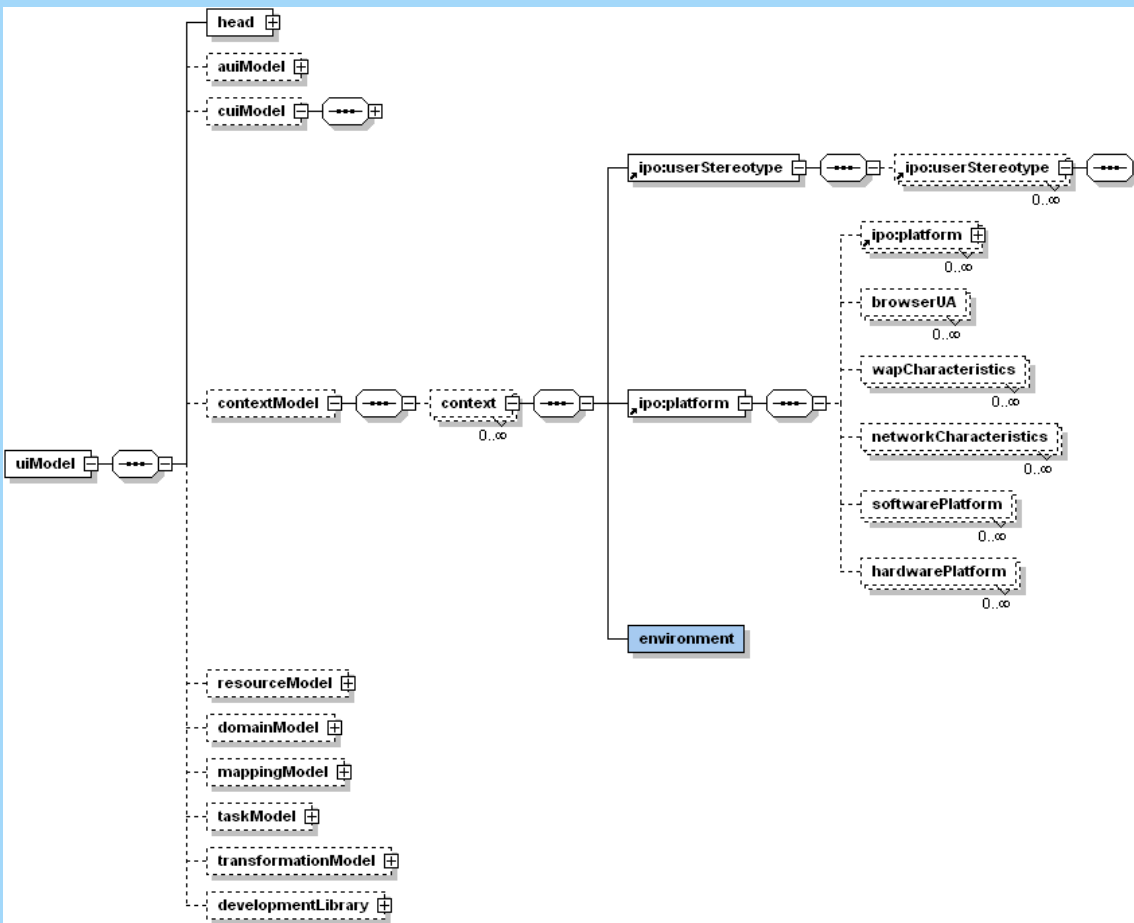 head
auiModel
cuiModel
ipo:userStereotype
ipo:userStereotype
0..∞
ipo:platform
0..∞
browserUA
0..∞
wapCharacteristics
0..∞
contextModel
context
0..∞
ipo:platform
networkCharacteristics
0..∞
uiModel
softwarePlatform
0..∞
hardwarePlatform
0..∞
environment
resourceModel
domainModel
mappingModel
taskModel
transformationModel
developmentLibrary